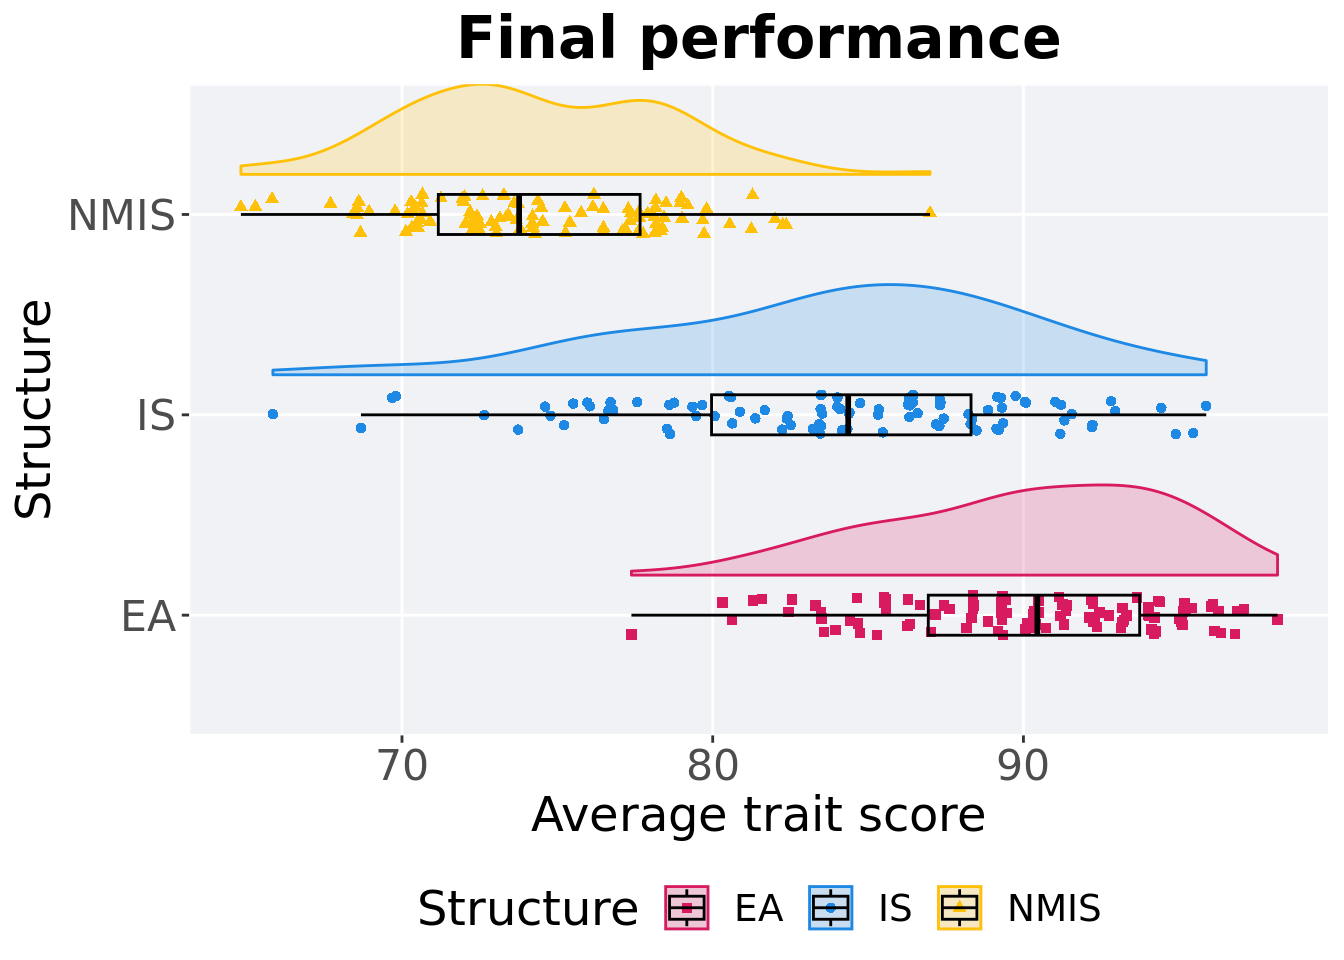 Final performance
Structure
NMIS
IS
EA
70 80 90
Average trait score
Structure EA IS NMIS